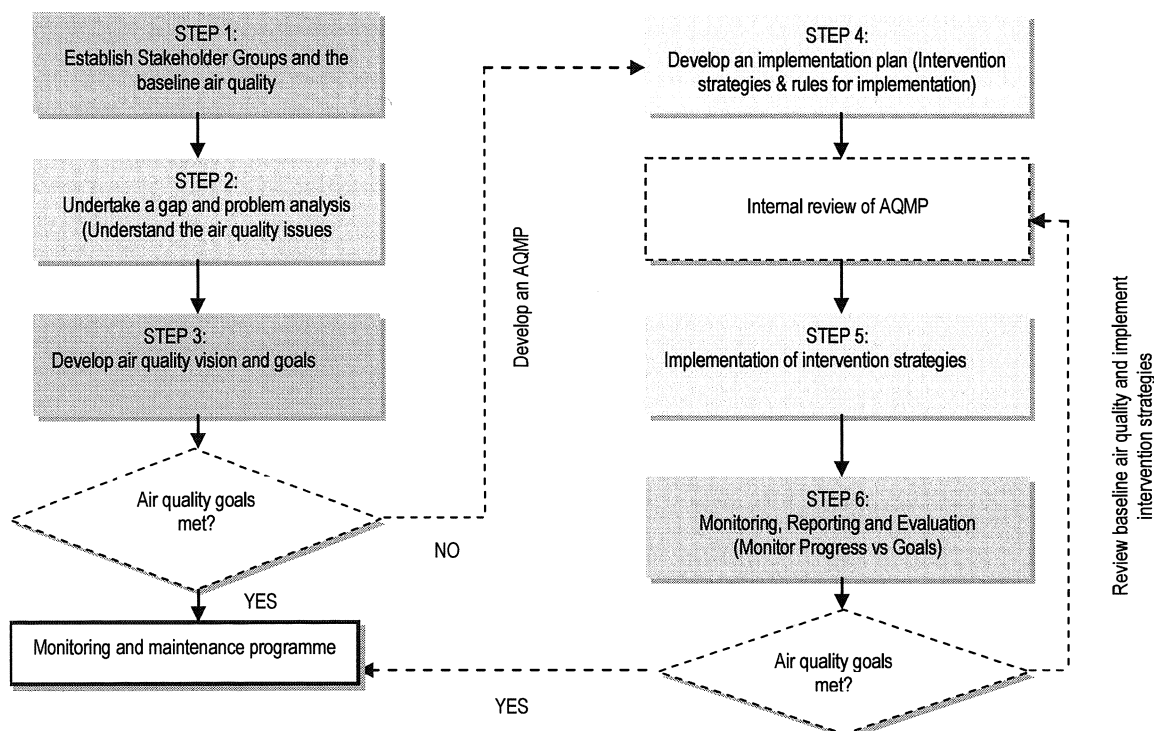 STEP 1:
Establish Stakeholder Groups and the
baseline air quality
STEP 2:
Undertake a gap and problem analysis
(Understand the air quality issues
STEP 3:
Develop air quality vision and goals
Air quality goals
met?
NO
YES
Monitoring and maintenance programme
Develop an AQMP
STEP 4:
Develop an implementation plan (Intervention
strategies & rules for implementation)
Internal review of AQMP
STEP 5:
Implementation of intervention strategies
STEP 6:
Monitoring, Reporting and Evaluation
(Monitor Progress vs Goals)
Air quality goals
met?
YES
Review baseline air quality and implement
intervention strategies